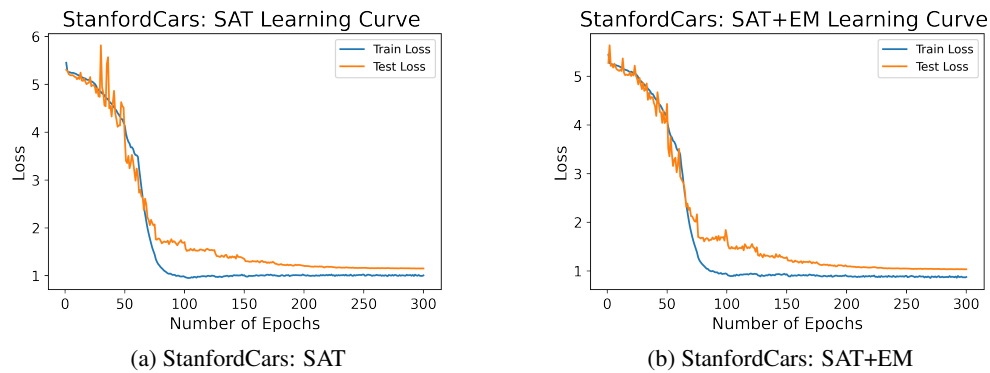 StanfordCars: SAT Learning Curve
6
5
4
3
2
1
Loss
Train Loss
Test Loss
0 50 100 150 200 250 300
Number of Epochs
(a) StanfordCars: SAT
StanfordCars: SAT+EM Learning Curve
5
4
3
2
1
Loss
Train Loss
Test Loss
0 50 100 150 200 250 300
Number of Epochs
(b) StanfordCars: SAT+EM